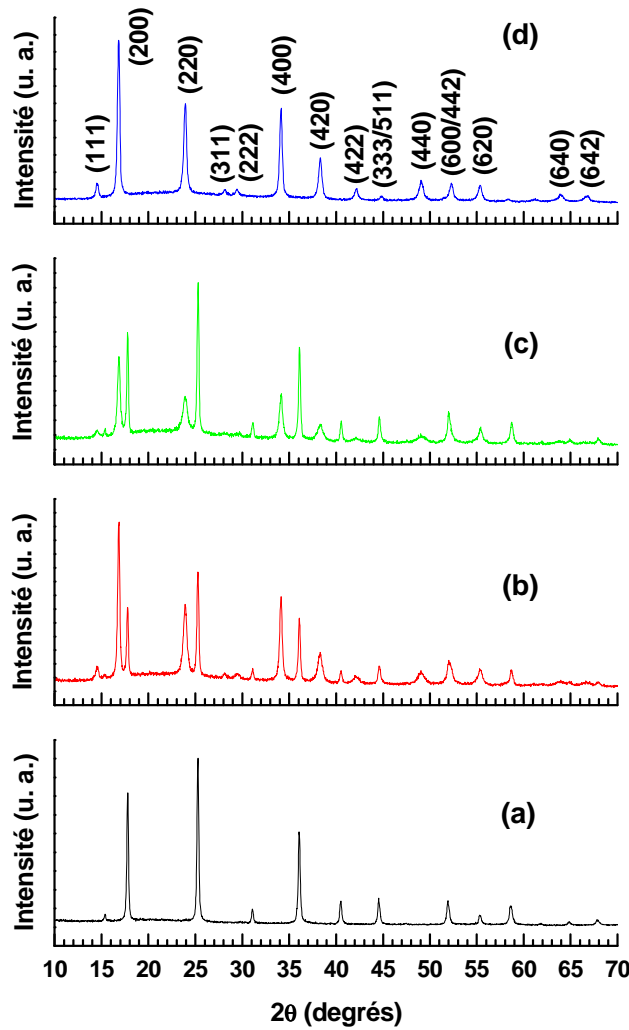 Intensité (u. a.)
(d)
(111)
(200)
(220)
(311)
(222)
(400)
(420)
(422)
(333/511)
(440)
(600/442)
(620)
(640)
(642)
Intensité (u. a.)
(c)
Intensité (u. a.)
(b)
Intensité (u. a.)
(a)
10 15 20 25 30 35 40 45 50 55 60 65 70
2θ (degrés)